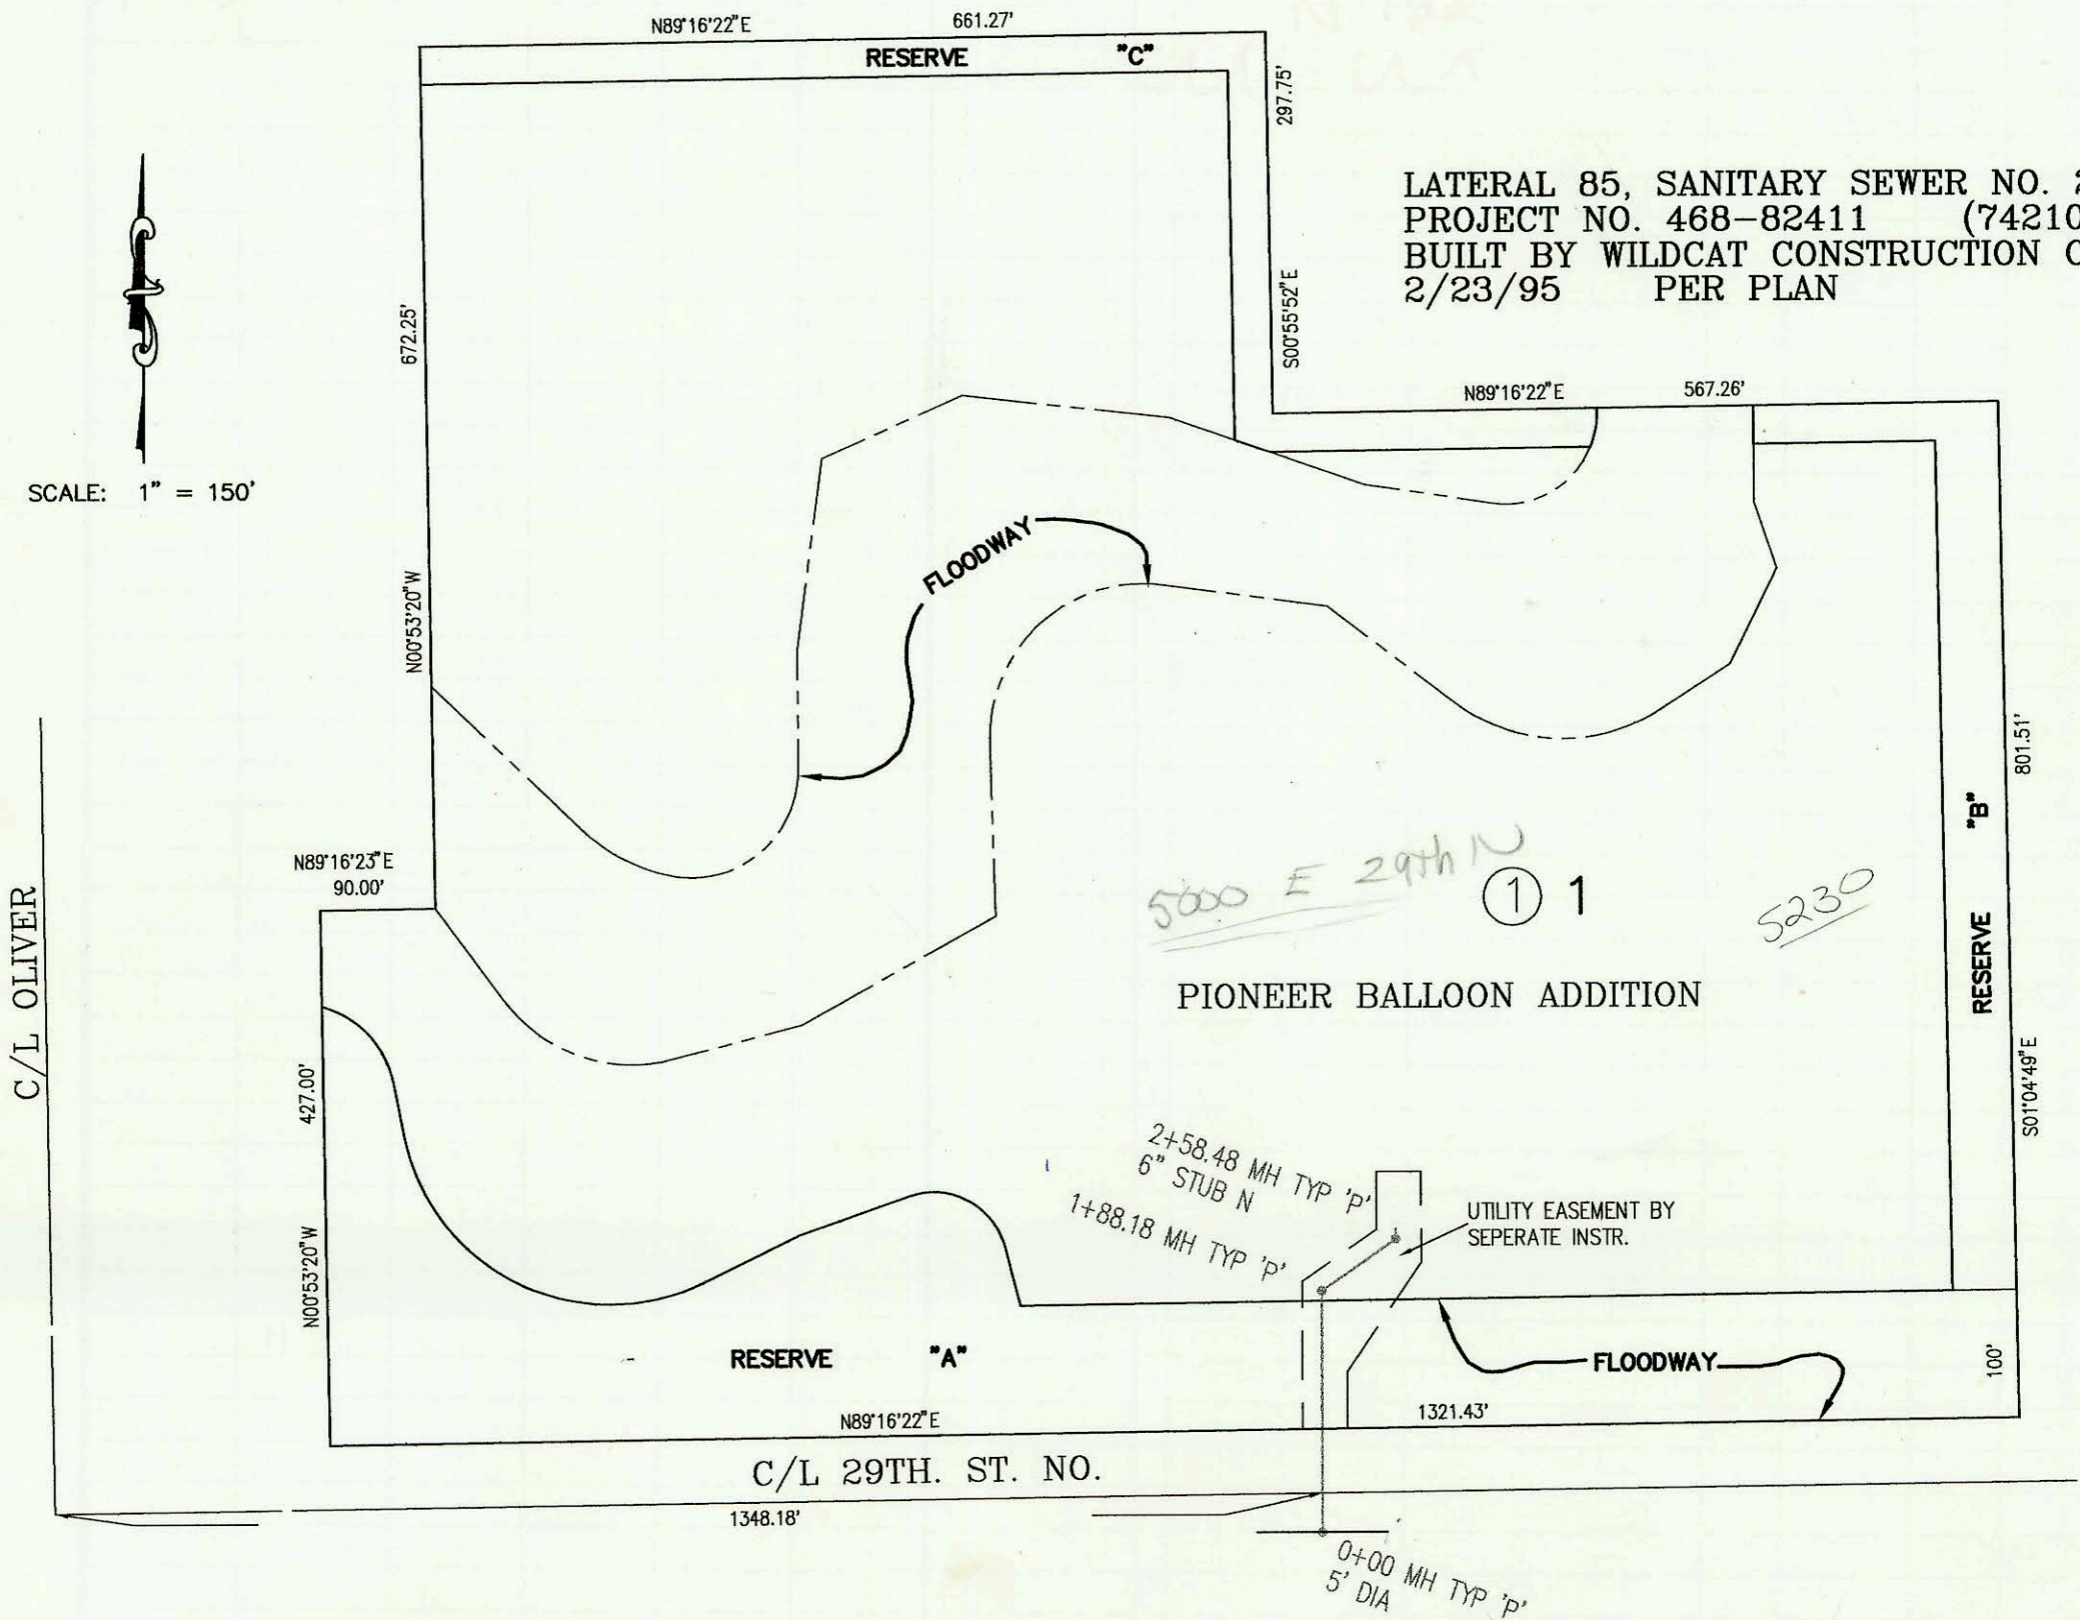 N89°16'22"E 661.27'
RESERVE "C"
297.75'
S00°55'52"E
LATERAL 85, SANITARY SEWER NO.
PROJECT NO. 468-82411 (74210
BUILT BY WILDCAT CONSTRUCTION
2/23/95 PER PLAN
672.25'
N00°53'20"W
SCALE: 1" = 150'
N89°16'22"E 567.26'
FLOODWAY
801.51'
S01°04'49"E
RESERVE "B"
N89°16'23"E
90.00'
C/L OLIVER
5000 E 29th N
1 1
5230
PIONEER BALLOON ADDITION
427.00'
N00°53'20"W
2+58.48 MH TYP 'P'
6" STUB N
1+88.18 MH TYP 'P'
UTILITY EASEMENT BY
SEPERATE INSTR.
RESERVE "A"
FLOODWAY
100'
N89°16'22"E 1321.43'
C/L 29TH. ST. NO.
1348.18'
0+00 MH TYP 'P'
5' DIA